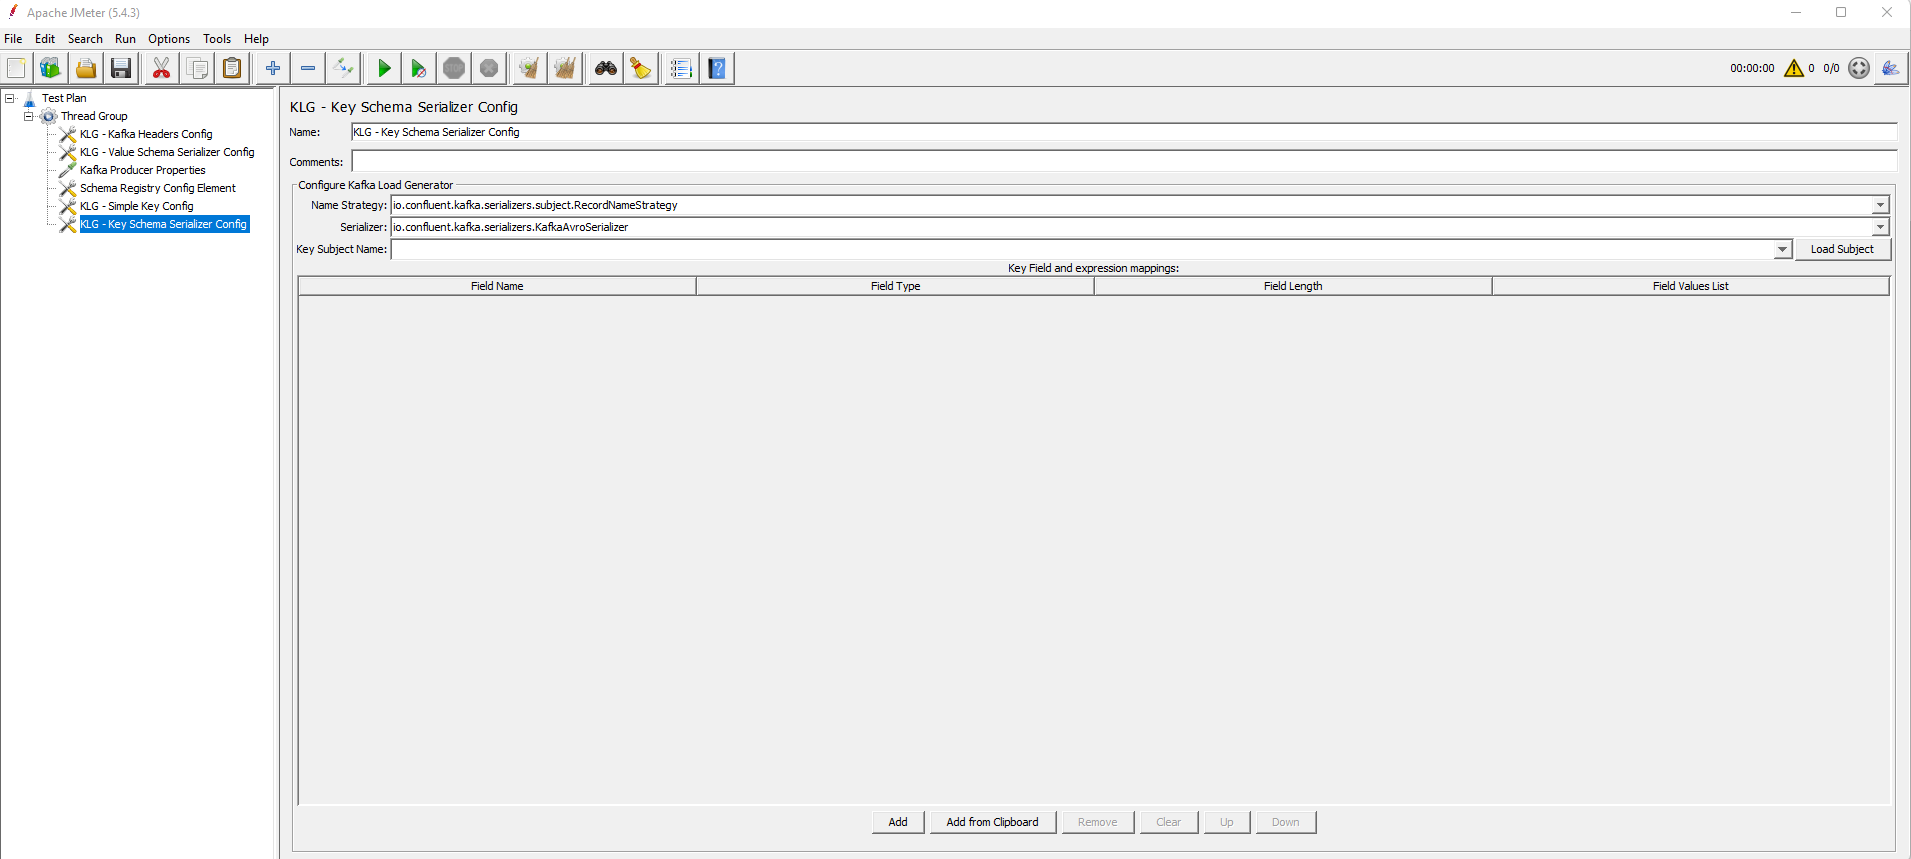 Apache JMeter (5.4.3)
File Edit Search Run Options Tools Help
STOP 00:00:00 0 0/0
Test Plan
Thread Group
KLG - Kafka Headers Config
KLG - Value Schema Serializer Config
Kafka Producer Properties
Schema Registry Config Element
KLG - Simple Key Config
KLG - Key Schema Serializer Config
KLG - Key Schema Serializer Config
Name: KLG - Key Schema Serializer Config
Comments:
Configure Kafka Load Generator
Name Strategy: io.confluent.kafka.serializers.subject.RecordNameStrategy
Serializer: io.confluent.kafka.serializers.KafkaAvroSerializer
Key Subject Name: Load Subject
Key Field and expression mappings:
Field Name Field Type Field Length Field Values List
Add Add from Clipboard Remove Clear Up Down